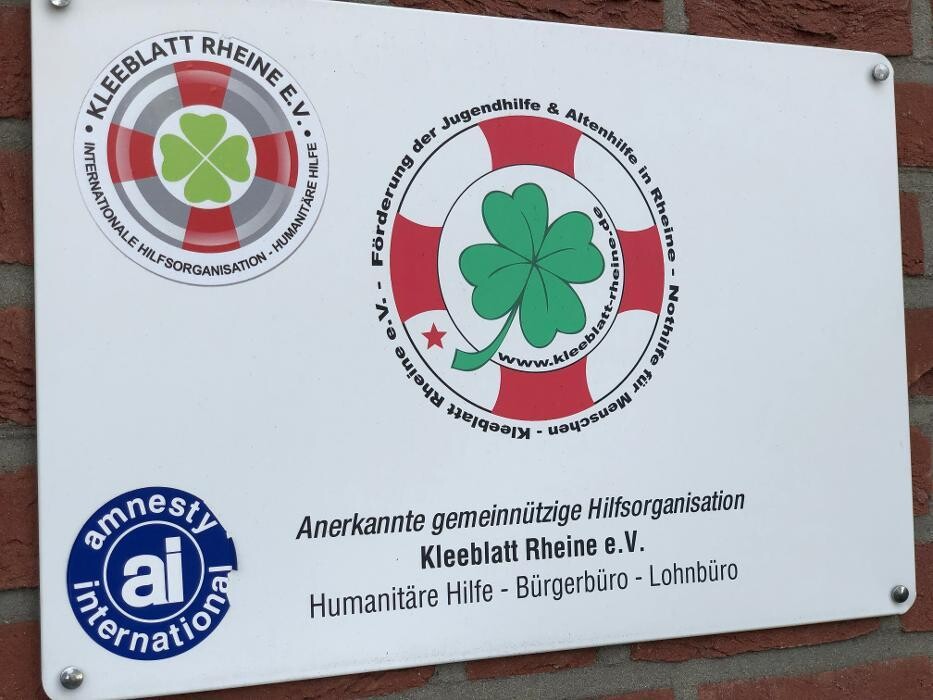 • KLEEBLATT RHEINE E.V. •
INTERNATIONALE HILFSORGANISATION - HUMANITÄRE HILFE
Kleeblatt Rheine e.V. - Förderung der Jugendhilfe & Altenhilfe in Rheine - Nothilfe für Menschen -
www.kleeblatt-rheine.de
amnesty
ai
international
Anerkannte gemeinnützige Hilfsorganisation
Kleeblatt Rheine e.V.
Humanitäre Hilfe - Bürgerbüro - Lohnbüro